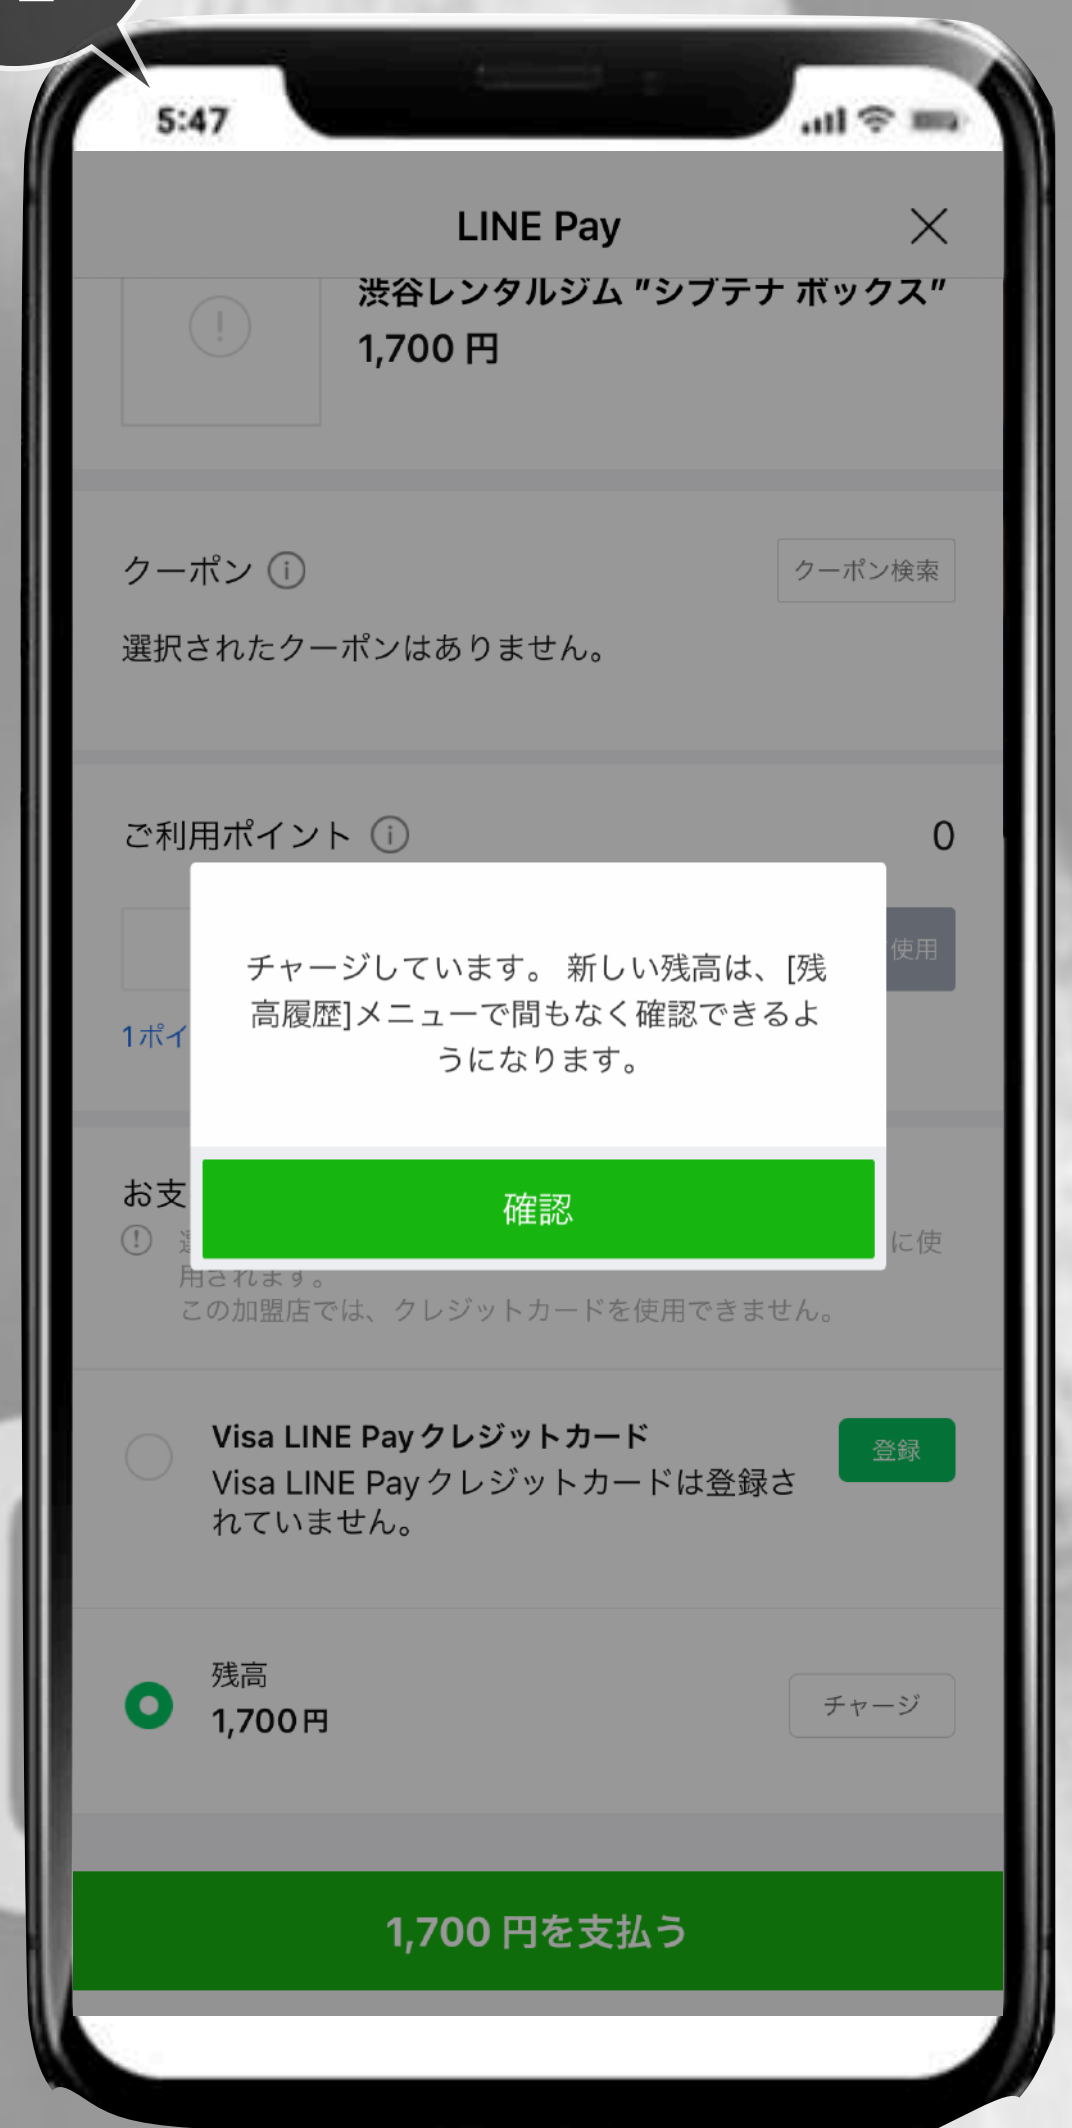 5:47
LINE Pay
渋谷レンタルジム "シブテナ ボックス"
1,700 円
クーポン
クーポン検索
選択されたクーポンはありません。
ご利用ポイント
0
使用
1ポイ
チャージしています。 新しい残高は、[残
高履歴]メニューで間もなく確認できるよ
うになります。
確認
お支
に使
用されます。
この加盟店では、クレジットカードを使用できません。
Visa LINE Pay クレジットカード
登録
Visa LINE Pay クレジットカードは登録さ
れていません。
残高
1,700円
チャージ
1,700 円を支払う